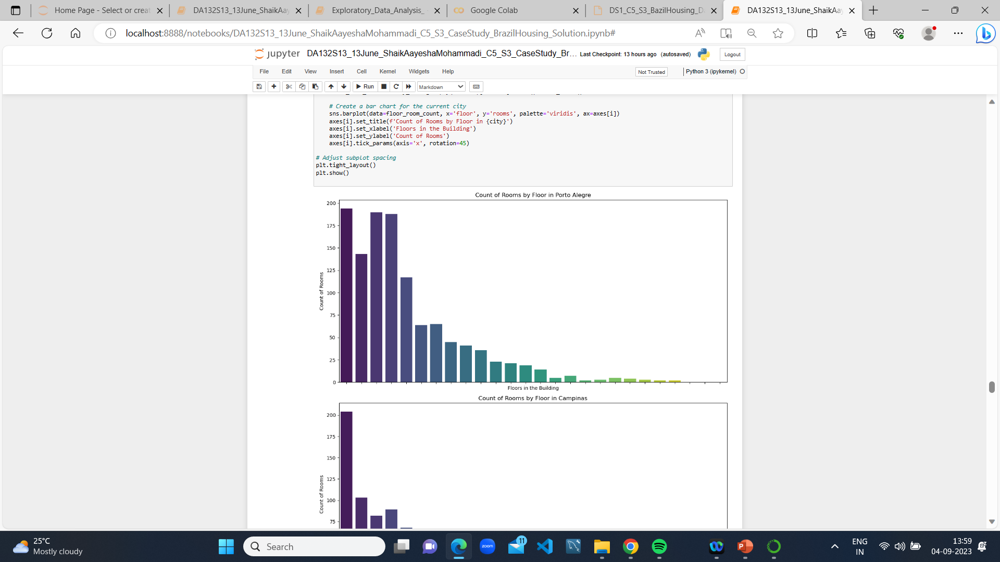 Home Page - Select or creat
DA132S13_13June_ShaikAay
Exploratory_Data_Analysis_
Google Colab
DS1_C5_S3_BazilHousing_Da
DA132S13_13June_ShaikAay
localhost:8888/notebooks/DA132S13_13June_ShaikAayeshaMohammadi_C5_S3_CaseStudy_BrazilHousing_Solution.ipynb#
jupyter DA132S13_13June_ShaikAayeshaMohammadi_C5_S3_CaseStudy_Br... Last Checkpoint: 13 hours ago (autosaved) Logout
File Edit View Insert Cell Kernel Widgets Help Not Trusted Python 3 (ipykernel)
Run Markdown
# Create a bar chart for the current city
sns.barplot(data=floor_room_count, x='floor', y='rooms', palette='viridis', ax=axes[i])
axes[i].set_title(f'Count of Rooms by Floor in {city}')
axes[i].set_xlabel('Floors in the Building')
axes[i].set_ylabel('Count of Rooms')
axes[i].tick_params(axis='x', rotation=45)
# Adjust subplot spacing
plt.tight_layout()
plt.show()
Count of Rooms by Floor in Porto Alegre
200
175
150
125
100
75
50
25
0
Count of Rooms
Floors in the Building
Count of Rooms by Floor in Campinas
200
175
150
125
100
75
Count of Rooms
25°C
Mostly cloudy
Search
zoom
11
ENG
IN
13:59
04-09-2023